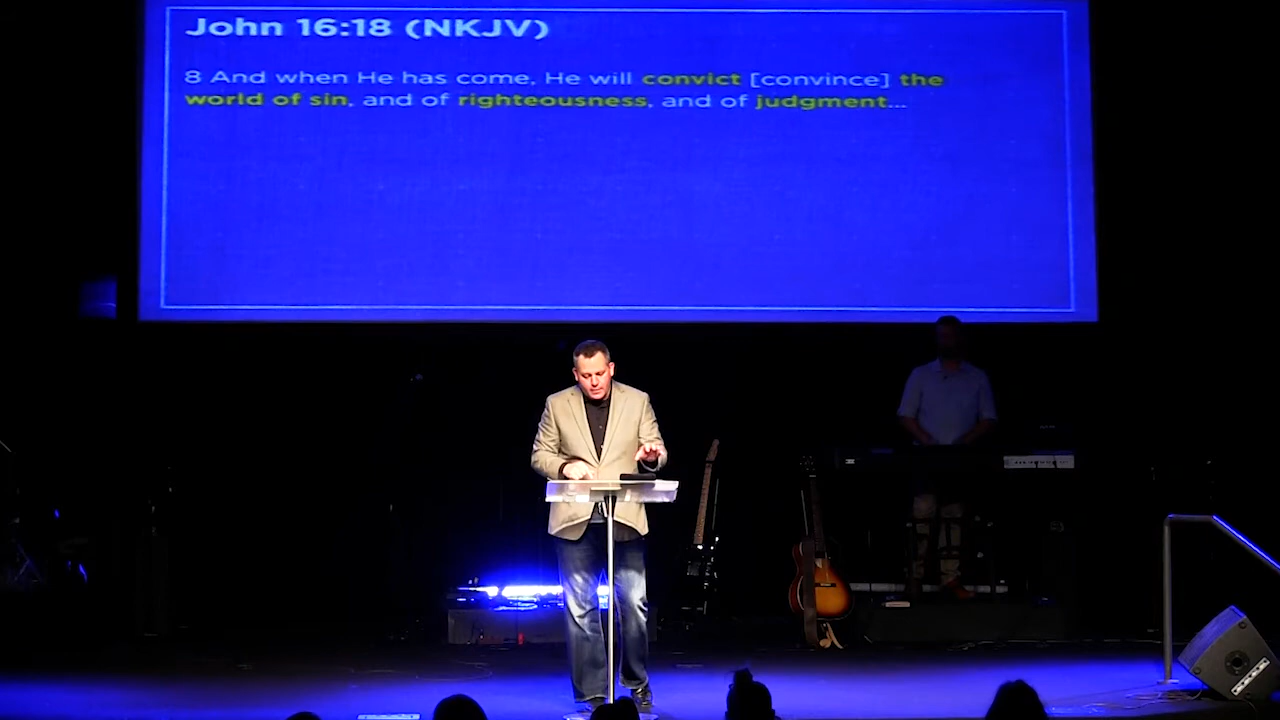 John 16:18 (NKJV)
8 And when He has come, He will convict [convince] the
world of sin, and of righteousness, and of judgment...